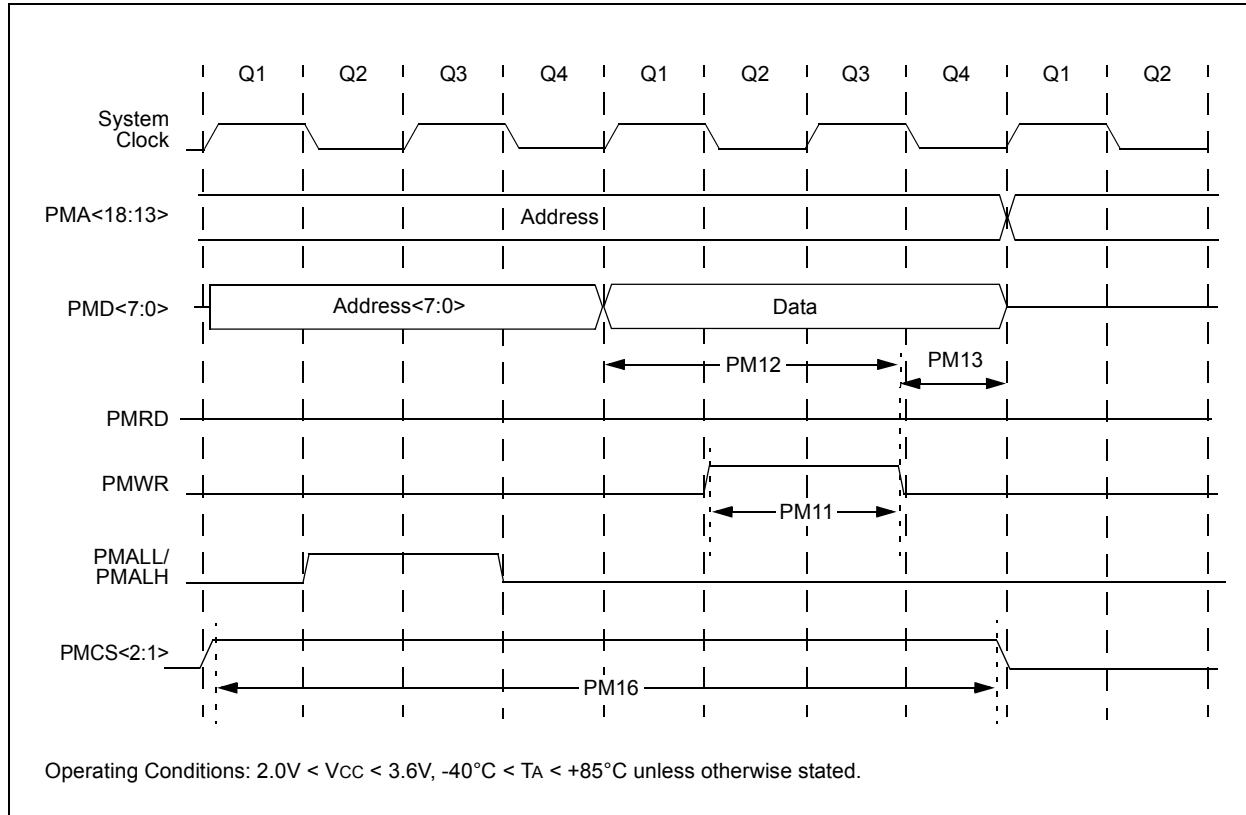 Q1 Q2 Q3 Q4 Q1 Q2 Q3 Q4 Q1 Q2
System
Clock
PMA<18:13>
Address
PMD<7:0>
Address<7:0>
Data
PM12
PM13
PMRD
PMWR
PM11
PMALL/
PMALH
PMCS<2:1>
PM16
Operating Conditions: 2.0V < VCC < 3.6V, -40°C < TA < +85°C unless otherwise stated.